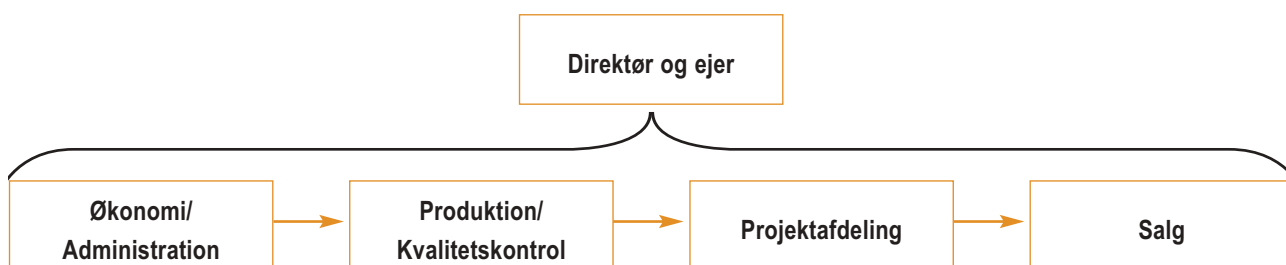 Direktør og ejer
Økonomi/
Administration
Produktion/
Kvalitetskontrol
Projektafdeling
Salg